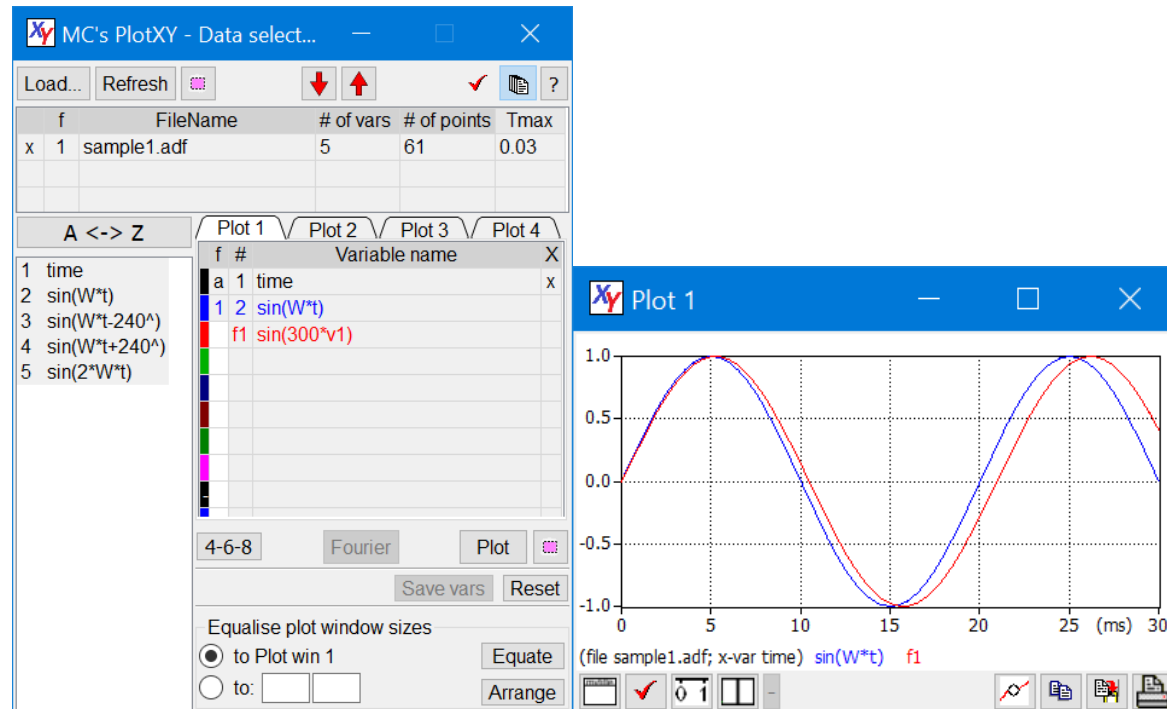 XY MC's PlotXY - Data select...
Load... Refresh ?
f FileName # of vars # of points Tmax
x 1 sample1.adf 5 61 0.03
A <-> Z
1 time
2 sin(W*t)
3 sin(W*t-240^)
4 sin(W*t+240^)
5 sin(2*W*t)
Plot 1 Plot 2 Plot 3 Plot 4
f # Variable name X
a 1 time x
1 2 sin(W*t)
f1 sin(300*v1)
4-6-8 Fourier Plot
Save vars Reset
Equalise plot window sizes
to Plot win 1 Equate
to: Arrange
XY Plot 1
1.0
0.5
0.0
-0.5
-1.0
0 5 10 15 20 25 (ms) 30
(file sample1.adf; x-var time) sin(W*t) f1
0 1